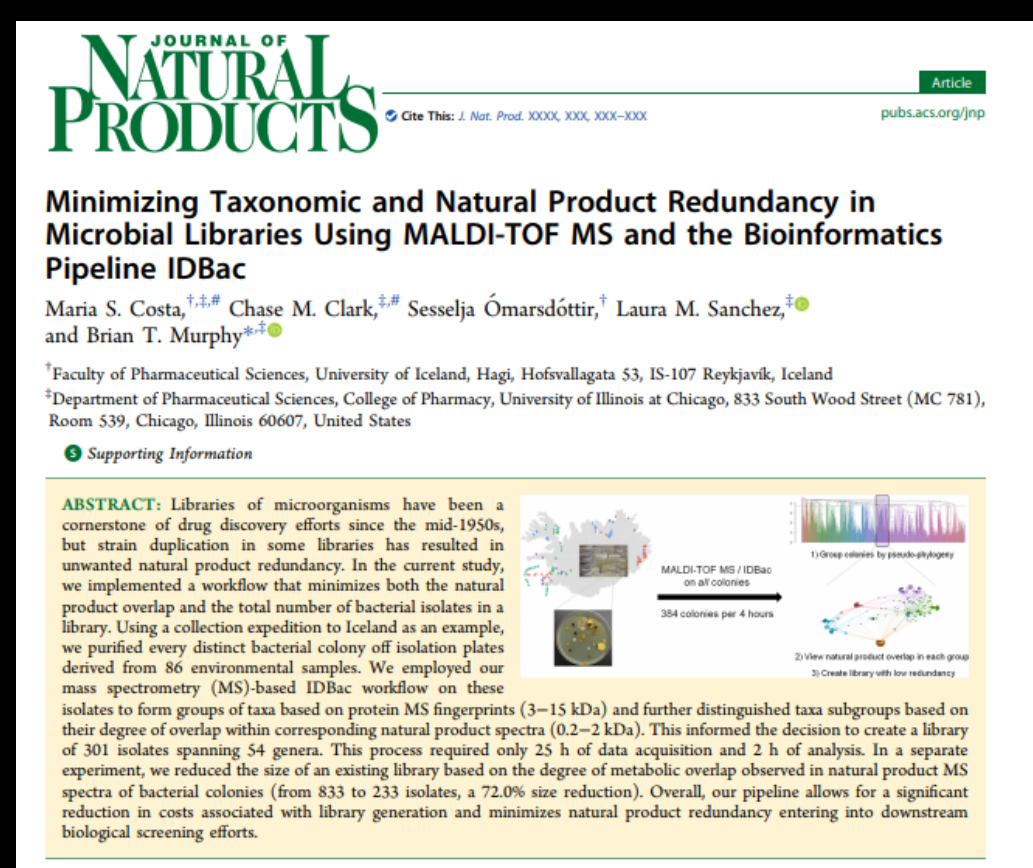 JOURNAL OF
NATURAL
PRODUCTS
Cite This: J. Nat. Prod. XXXX, XXX, XXX−XXX
Article
pubs.acs.org/jnp
Minimizing Taxonomic and Natural Product Redundancy in
Microbial Libraries Using MALDI-TOF MS and the Bioinformatics
Pipeline IDBac
Maria S. Costa,†,‡,# Chase M. Clark,‡,# Sesselja Ómarsdóttir,† Laura M. Sanchez,‡
and Brian T. Murphy*,‡
†Faculty of Pharmaceutical Sciences, University of Iceland, Hagi, Hofsvallagata 53, IS-107 Reykjavík, Iceland
‡Department of Pharmaceutical Sciences, College of Pharmacy, University of Illinois at Chicago, 833 South Wood Street (MC 781),
Room 539, Chicago, Illinois 60607, United States
S Supporting Information
ABSTRACT: Libraries of microorganisms have been a
cornerstone of drug discovery efforts since the mid-1950s,
but strain duplication in some libraries has resulted in
unwanted natural product redundancy. In the current study,
we implemented a workflow that minimizes both the natural
product overlap and the total number of bacterial isolates in a
library. Using a collection expedition to Iceland as an example,
we purified every distinct bacterial colony off isolation plates
derived from 86 environmental samples. We employed our
mass spectrometry (MS)-based IDBac workflow on these
isolates to form groups of taxa based on protein MS fingerprints (3−15 kDa) and further distinguished taxa subgroups based on
their degree of overlap within corresponding natural product spectra (0.2−2 kDa). This informed the decision to create a library
of 301 isolates spanning 54 genera. This process required only 25 h of data acquisition and 2 h of analysis. In a separate
experiment, we reduced the size of an existing library based on the degree of metabolic overlap observed in natural product MS
spectra of bacterial colonies (from 833 to 233 isolates, a 72.0% size reduction). Overall, our pipeline allows for a significant
reduction in costs associated with library generation and minimizes natural product redundancy entering into downstream
biological screening efforts.
MALDI-TOF MS / IDBac
on all colonies
384 colonies per 4 hours
1) Group colonies by pseudo-phylogeny
2) View natural product overlap in each group
3) Create library with low redundancy